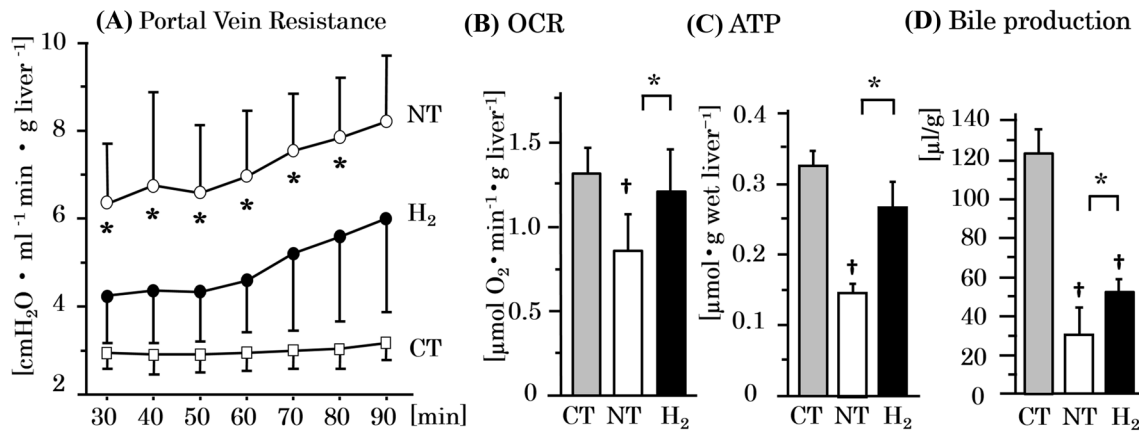 (A) Portal Vein Resistance
[cmH₂O · ml ⁻¹ min · g liver ⁻¹]
10
8
6
4
2
NT
H₂
CT
* * * * * *
30 40 50 60 70 80 90 [min]
(B) OCR
[μmol O₂ · min⁻¹ · g liver⁻¹]
1.5
1.0
0.5
0
*
†
CT NT H₂
(C) ATP
[μmol · g wet liver⁻¹]
0.4
0.3
0.2
0.1
0
*
†
CT NT H₂
(D) Bile production
[μl/g]
140
120
100
80
60
40
20
0
*
† †
CT NT H₂